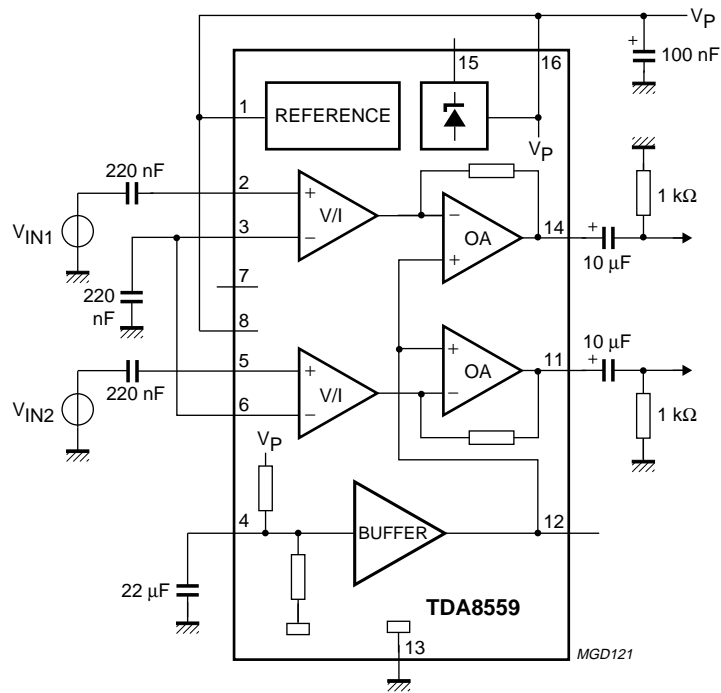 V_P
+
100 nF
15
16
1
REFERENCE
V_P
220 nF
2
+
V/I
−
OA
14
+
1 kΩ
V_IN1
3
−
+
10 µF
220 nF
7
8
10 µF
5
+
V/I
+
OA
11
+
220 nF
−
V_IN2
6
−
1 kΩ
V_P
4
BUFFER
12
22 µF
TDA8559
13
MGD121